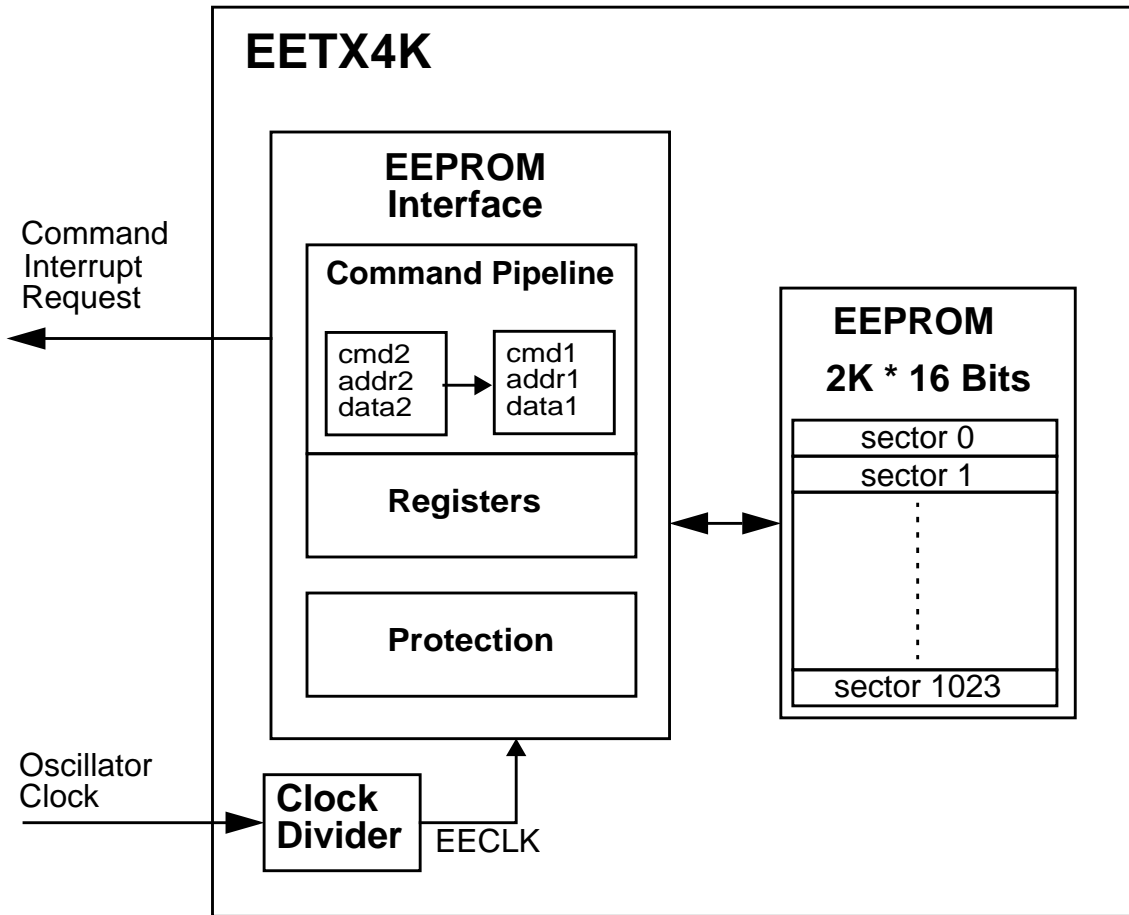 EETX4K
EEPROM
Interface
Command
Interrupt
Request
Command Pipeline
cmd2
addr2
data2
cmd1
addr1
data1
Registers
Protection
EEPROM
2K * 16 Bits
sector 0
sector 1
sector 1023
Oscillator
Clock
Clock
Divider
EECLK